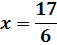 x = 17/6